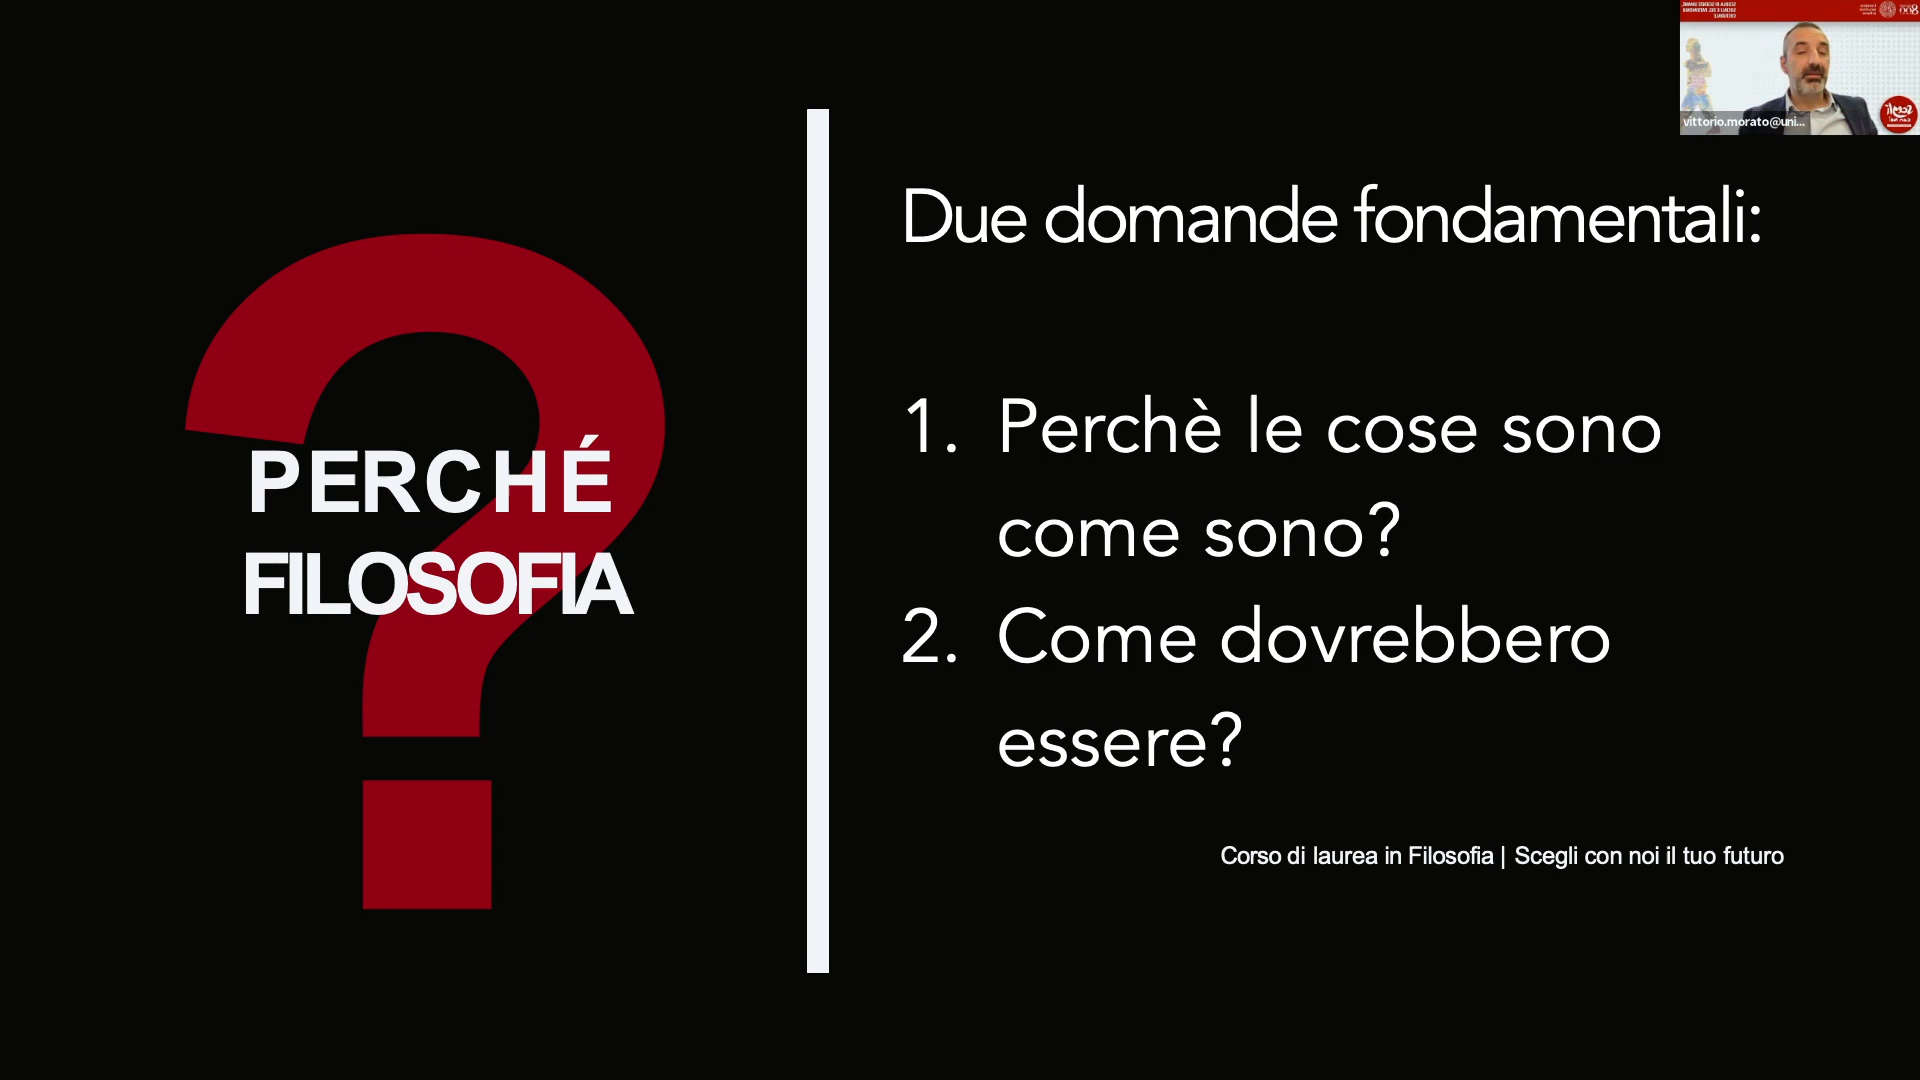 Due domande fondamentali:
1. Perchè le cose sono
come sono?
2. Come dovrebbero
essere?
PERCHÉ
FILOSOFIA
Corso di laurea in Filosofia | Scegli con noi il tuo futuro
vittorio.morato@uni...